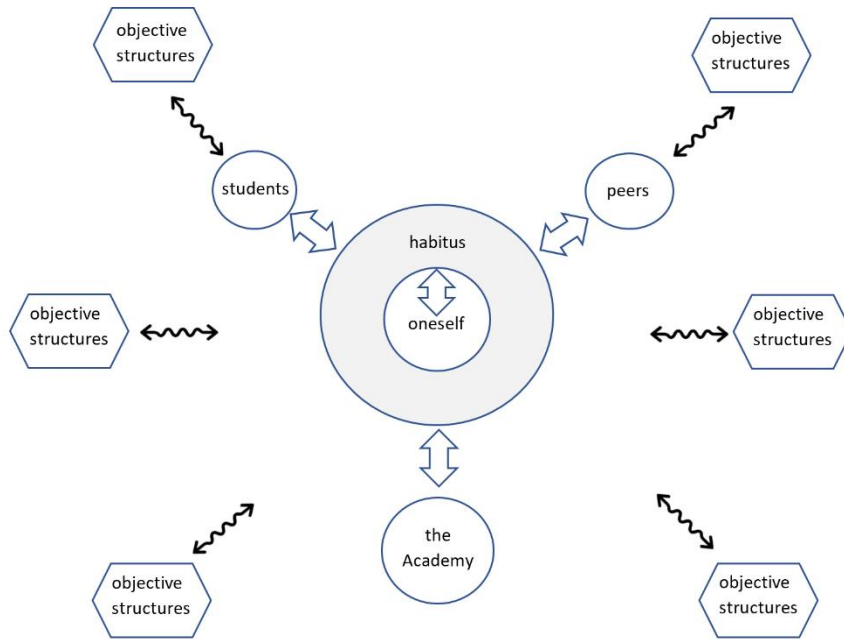 objective
structures
objective
structures
students
peers
habitus
oneself
objective
structures
objective
structures
the
Academy
objective
structures
objective
structures